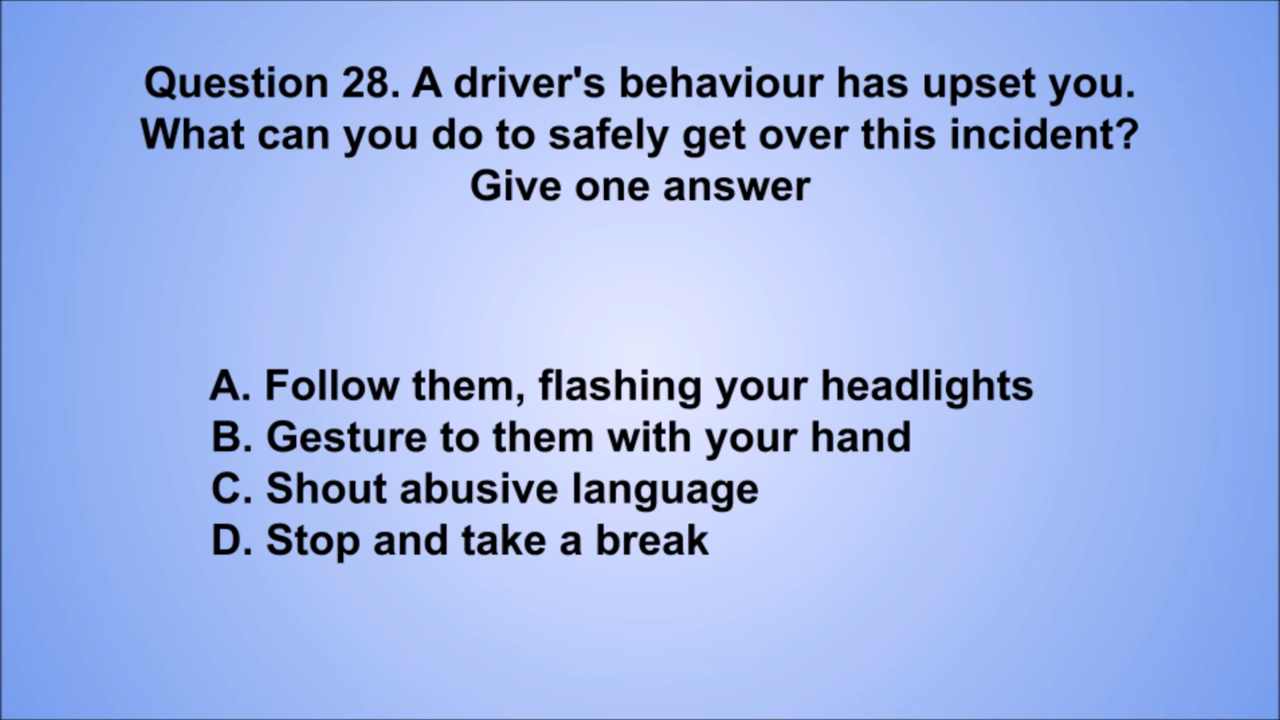 Question 28. A driver's behaviour has upset you.
What can you do to safely get over this incident?
Give one answer
A. Follow them, flashing your headlights
B. Gesture to them with your hand
C. Shout abusive language
D. Stop and take a break